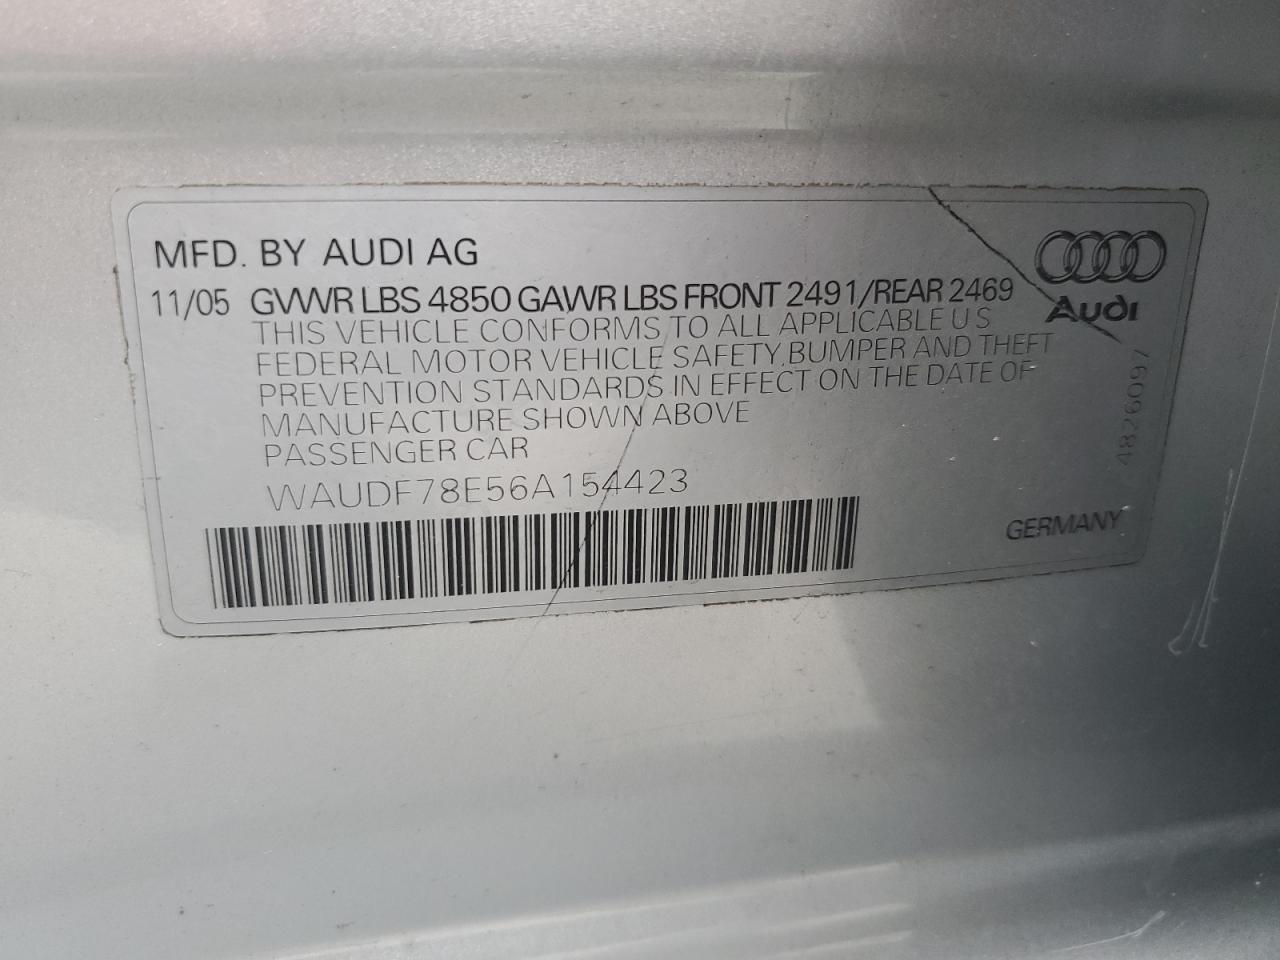 MFD. BY AUDI AG
11/05 GVWR LBS 4850 GAWR LBS FRONT 2491/REAR 2469
THIS VEHICLE CONFORMS TO ALL APPLICABLE U S
FEDERAL MOTOR VEHICLE SAFETY, BUMPER AND THEFT
PREVENTION STANDARDS IN EFFECT ON THE DATE OF
MANUFACTURE SHOWN ABOVE
PASSENGER CAR
WAUDF78E56A154423
Audi
4826097
GERMANY